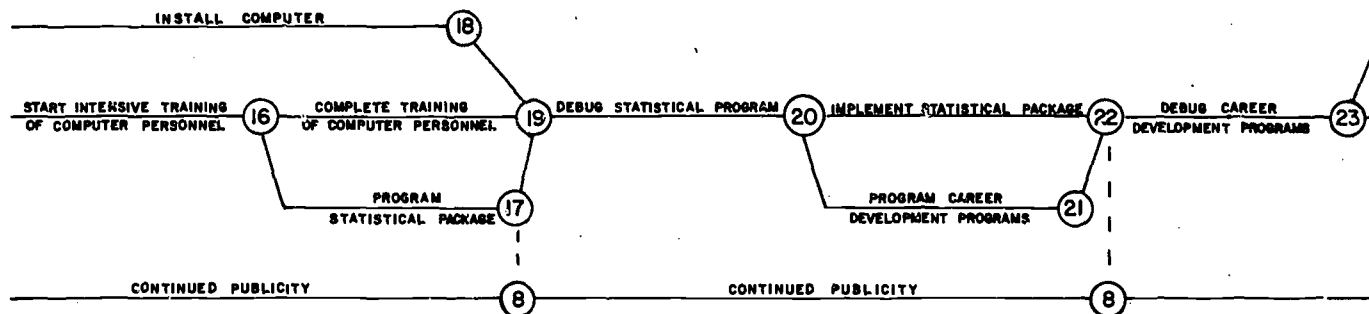 INSTALL COMPUTER
18
START INTENSIVE TRAINING
OF COMPUTER PERSONNEL
16
COMPLETE TRAINING
OF COMPUTER PERSONNEL
19
DEBUG STATISTICAL PROGRAM
20
IMPLEMENT STATISTICAL PACKAGE
22
DEBUG CAREER
DEVELOPMENT PROGRAMS
23
PROGRAM
STATISTICAL PACKAGE
17
PROGRAM CAREER
DEVELOPMENT PROGRAMS
21
CONTINUED PUBLICITY
8
CONTINUED PUBLICITY
8